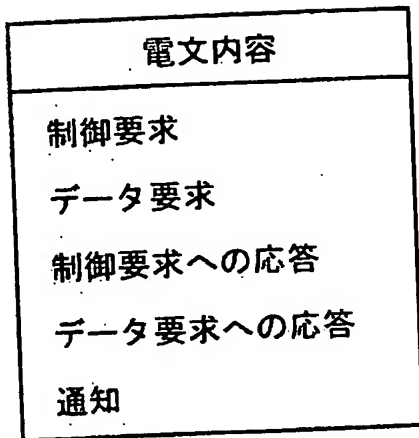 電文内容
制御要求
データ要求
制御要求への応答
データ要求への応答
通知